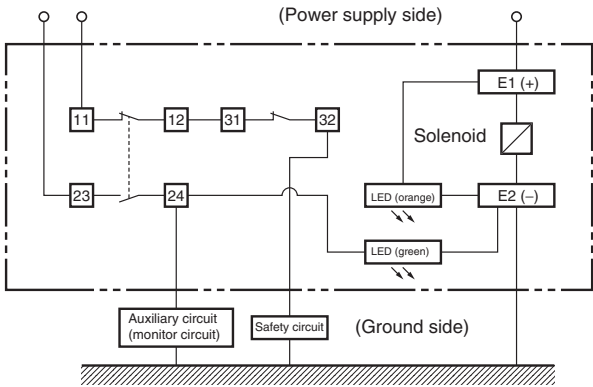 (Power supply side)
E1 (+)
11
12
31
32
Solenoid
23
24
LED (orange)
E2 (−)
LED (green)
Auxiliary circuit
(monitor circuit)
Safety circuit
(Ground side)